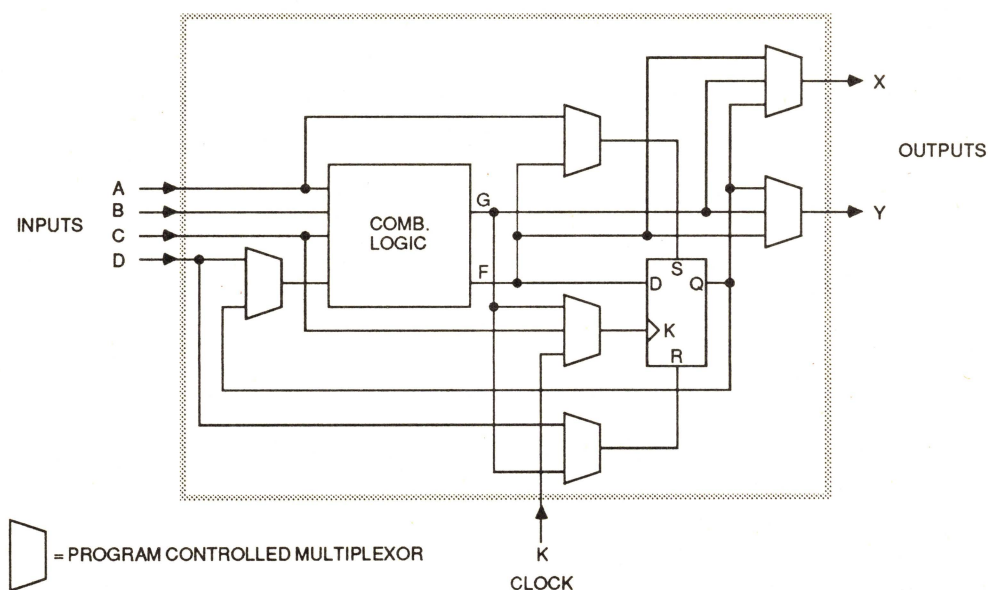 X
OUTPUTS
Y
INPUTS
A
B
C
D
COMB.
LOGIC
G
F
S
D Q
K
R
= PROGRAM CONTROLLED MULTIPLEXOR
K
CLOCK